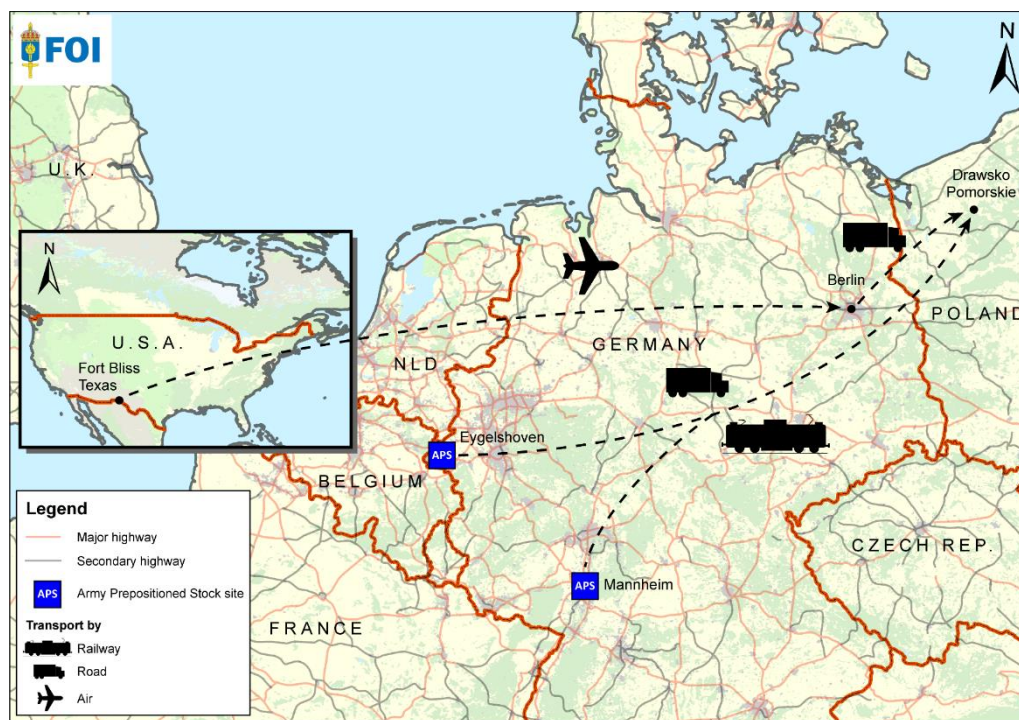 FOI
N
U.K.
Drawsko
Pomorskie
N
Berlin
POLAND
U.S.A.
Fort Bliss
Texas
GERMANY
NLD
Eygelshoven
APS
BELGIUM
CZECH REP.
APS
Mannheim
FRANCE
Legend
Major highway
Secondary highway
APS
Army Prepositioned Stock site
Transport by
Railway
Road
Air